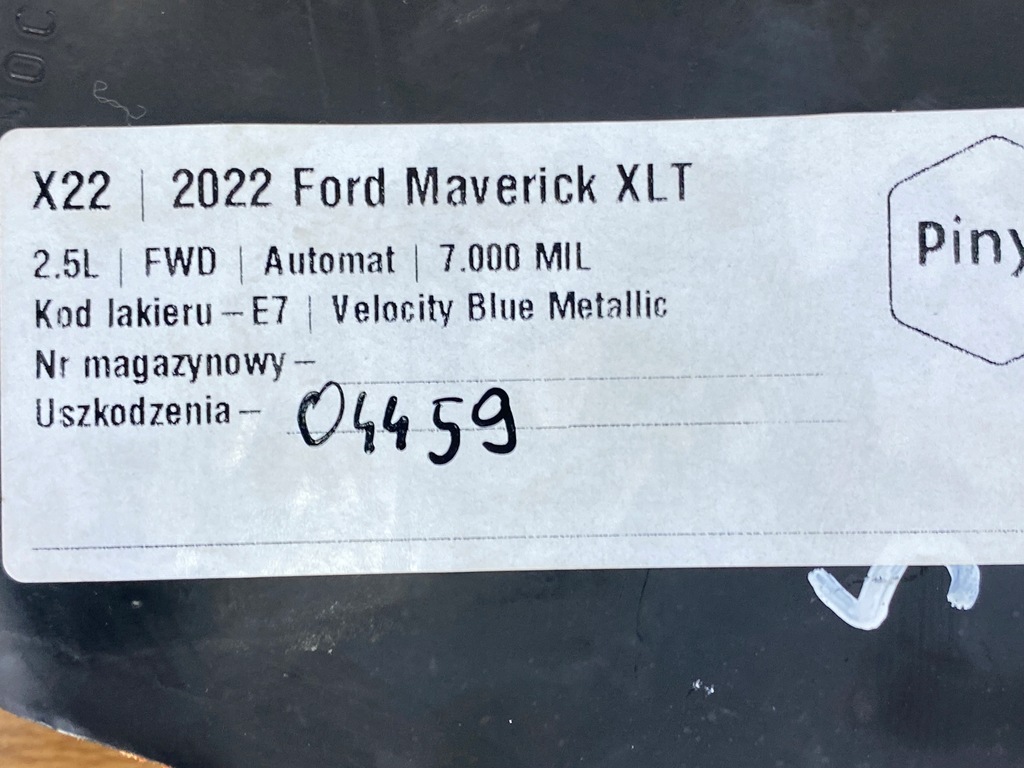 X22 | 2022 Ford Maverick XLT
2.5L | FWD | Automat | 7.000 MIL
Kod lakieru – E7 | Velocity Blue Metallic
Nr magazynowy –
Uszkodzenia – 04459
Piny